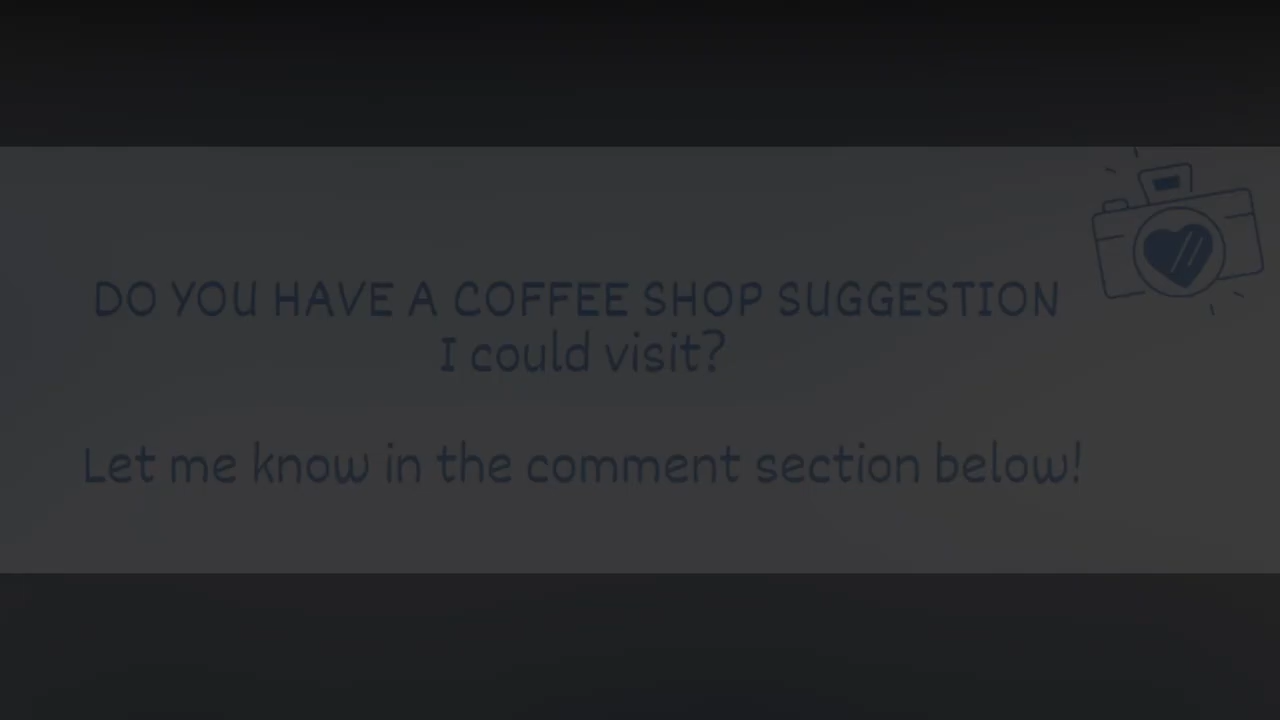 DO YOU HAVE A COFFEE SHOP SUGGESTION
I could visit?
Let me know in the comment section below!